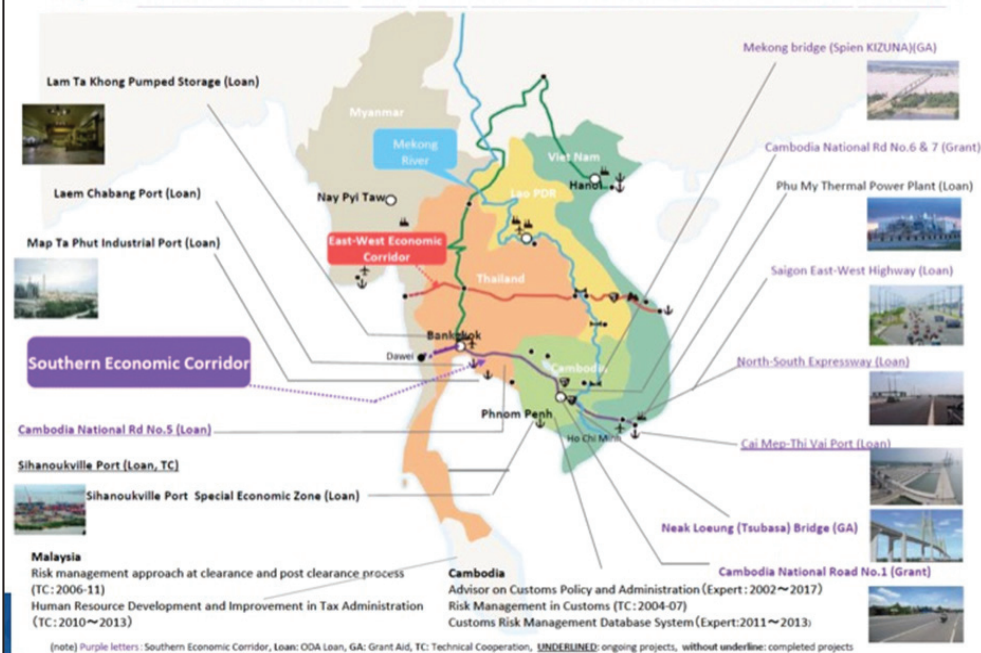 Mekong bridge (Spien KIZUNA)(GA)
Lam Ta Khong Pumped Storage (Loan)
Myanmar
Mekong
River
Viet Nam
Cambodia National Rd No.6 & 7 (Grant)
Hanoi
Phu My Thermal Power Plant (Loan)
Laem Chabang Port (Loan)
Nay Pyi Taw
Lao PDR
Map Ta Phut Industrial Port (Loan)
East-West Economic
Corridor
Thailand
Saigon East-West Highway (Loan)
Bangkok
Dawei
Southern Economic Corridor
Cambodia
North-South Expressway (Loan)
Phnom Penh
Cambodia National Rd No.5 (Loan)
Ho Chi Minh
Cai Mep-Thi Vai Port (Loan)
Sihanoukville Port (Loan, TC)
Sihanoukville Port Special Economic Zone (Loan)
Neak Loeung (Tsubasa) Bridge (GA)
Cambodia National Road No.1 (Grant)
Malaysia
Risk management approach at clearance and post clearance process
(TC:2006-11)
Human Resource Development and Improvement in Tax Administration
(TC:2010～2013)
Cambodia
Advisor on Customs Policy and Administration (Expert:2002～2017)
Risk Management in Customs (TC:2004-07)
Customs Risk Management Database System (Expert:2011～2013)
(note) Purple letters: Southern Economic Corridor, Loan: ODA Loan, GA: Grant Aid, TC: Technical Cooperation, UNDERLINED: ongoing projects, without underline: completed projects